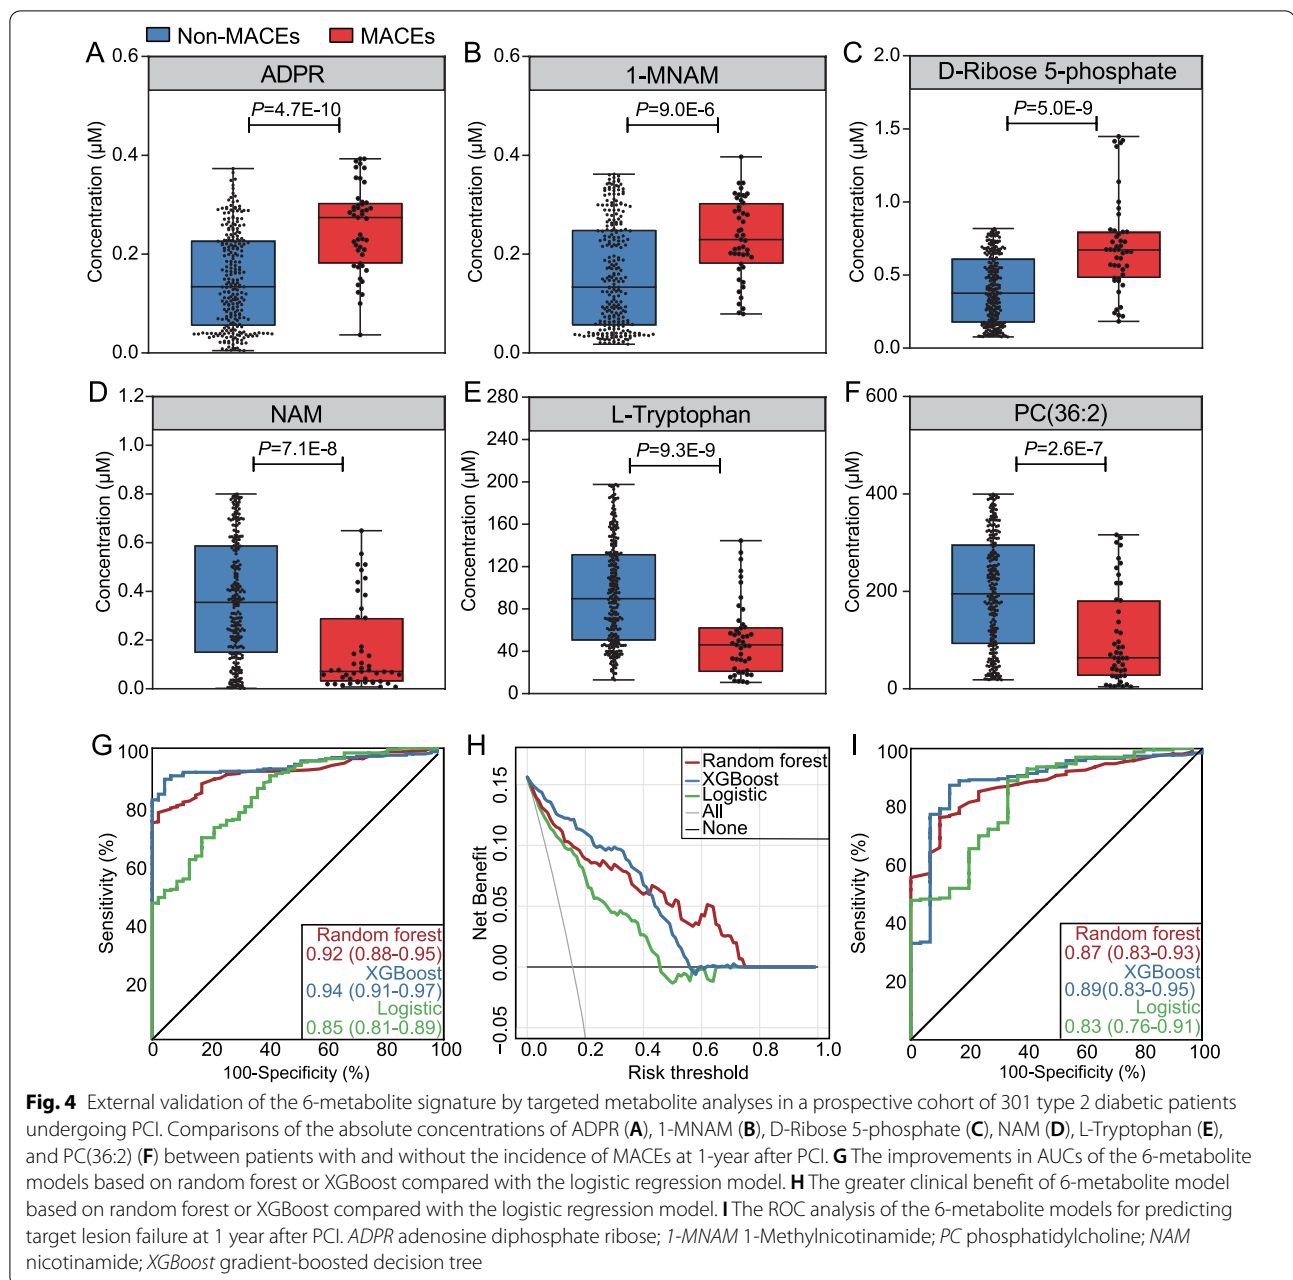 Non-MACEs MACEs
A
ADPR
P=4.7E-10
Concentration (μM)
0.6
0.4
0.2
0.0
B
1-MNAM
P=9.0E-6
Concentration (μM)
0.6
0.4
0.2
0.0
C
D-Ribose 5-phosphate
P=5.0E-9
Concentration (μM)
2.0
1.5
1.0
0.5
0.0
D
NAM
P=7.1E-8
Concentration (μM)
1.2
1.0
0.8
0.6
0.4
0.2
0.0
E
L-Tryptophan
P=9.3E-9
Concentration (μM)
280
240
200
160
120
80
40
0
F
PC(36:2)
P=2.6E-7
Concentration (μM)
600
400
200
0
G
Sensitivity (%)
100
80
60
40
20
Random forest
0.92 (0.88-0.95)
XGBoost
0.94 (0.91-0.97)
Logistic
0.85 (0.81-0.89)
0 20 40 60 80 100
100-Specificity (%)
H
Net Benefit
0.15
0.10
0.05
0.00
−0.05
Random forest
XGBoost
Logistic
All
None
0.0 0.2 0.4 0.6 0.8 1.0
Risk threshold
I
Sensitivity (%)
100
80
60
40
20
Random forest
0.87 (0.83-0.93)
XGBoost
0.89(0.83-0.95)
Logistic
0.83 (0.76-0.91)
0 20 40 60 80 100
100-Specificity (%)
Fig. 4 External validation of the 6-metabolite signature by targeted metabolite analyses in a prospective cohort of 301 type 2 diabetic patients
undergoing PCI. Comparisons of the absolute concentrations of ADPR (A), 1-MNAM (B), D-Ribose 5-phosphate (C), NAM (D), L-Tryptophan (E),
and PC(36:2) (F) between patients with and without the incidence of MACEs at 1-year after PCI. G The improvements in AUCs of the 6-metabolite
models based on random forest or XGBoost compared with the logistic regression model. H The greater clinical benefit of 6-metabolite model
based on random forest or XGBoost compared with the logistic regression model. I The ROC analysis of the 6-metabolite models for predicting
target lesion failure at 1 year after PCI. ADPR adenosine diphosphate ribose; 1-MNAM 1-Methylnicotinamide; PC phosphatidylcholine; NAM
nicotinamide; XGBoost gradient-boosted decision tree